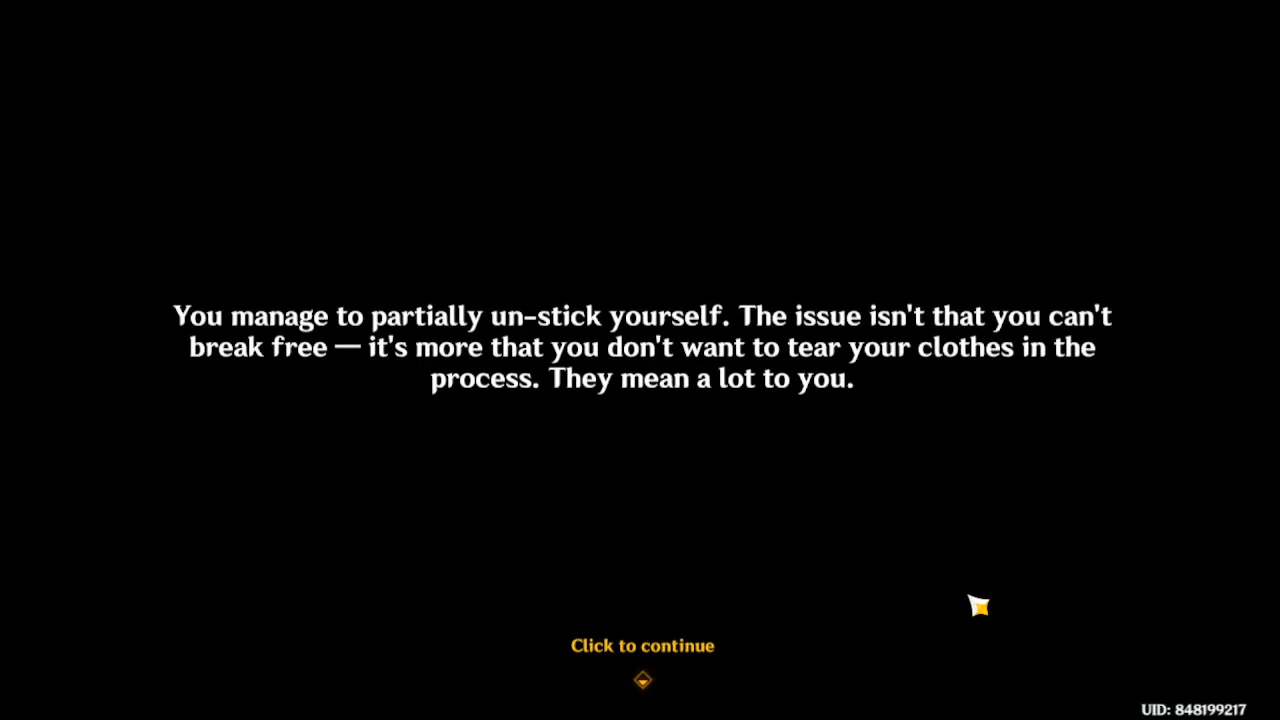 You manage to partially un-stick yourself. The issue isn't that you can't
break free — it's more that you don't want to tear your clothes in the
process. They mean a lot to you.
Click to continue
UID: 848199217